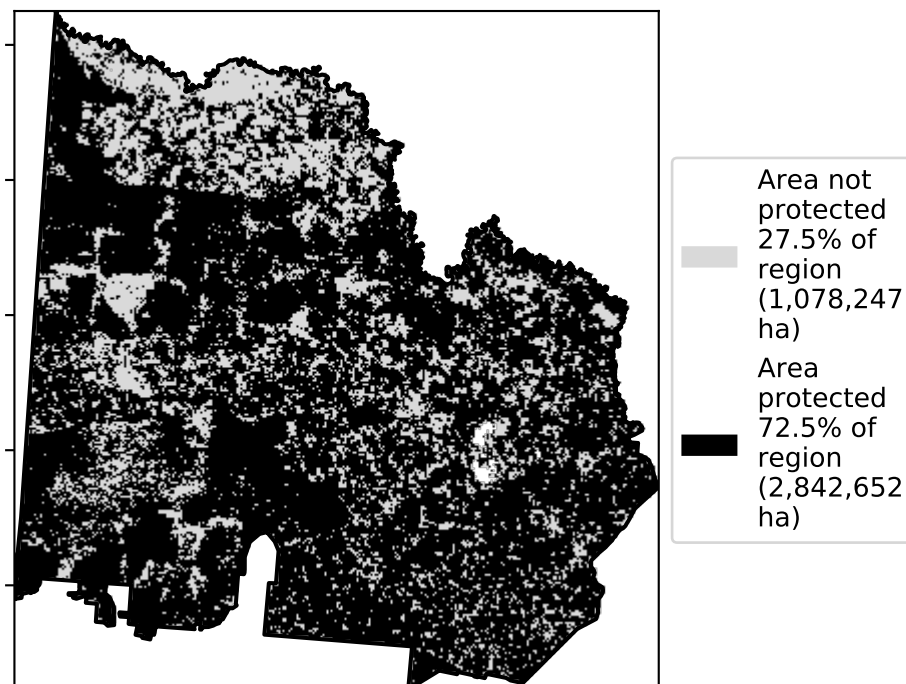 Area not
protected
27.5% of
region
(1,078,247
ha)
Area
protected
72.5% of
region
(2,842,652
ha)